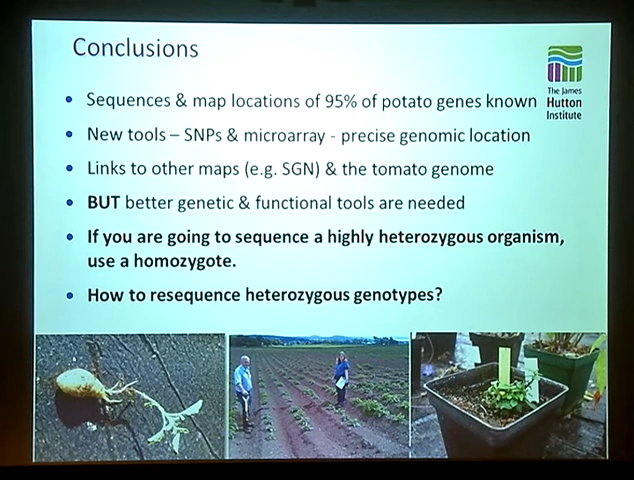 Conclusions
The James
Hutton
Institute
• Sequences & map locations of 95% of potato genes known
• New tools – SNPs & microarray - precise genomic location
• Links to other maps (e.g. SGN) & the tomato genome
• BUT better genetic & functional tools are needed
• If you are going to sequence a highly heterozygous organism,
use a homozygote.
• How to resequence heterozygous genotypes?